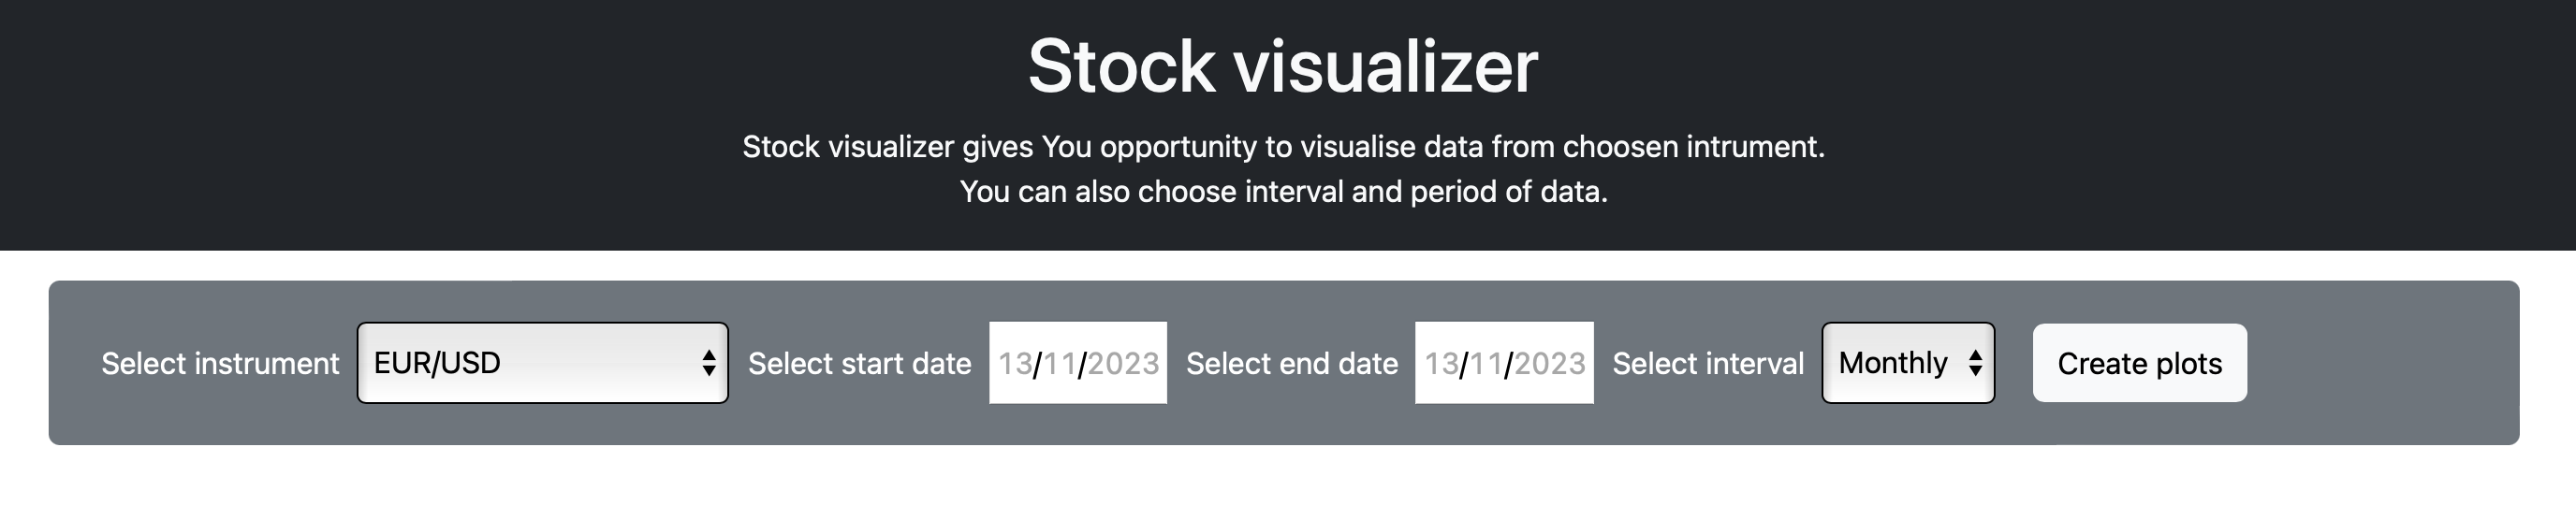 Stock visualizer
Stock visualizer gives You opportunity to visualise data from choosen intrument.
You can also choose interval and period of data.
Select instrument EUR/USD Select start date 13/11/2023 Select end date 13/11/2023 Select interval Monthly Create plots